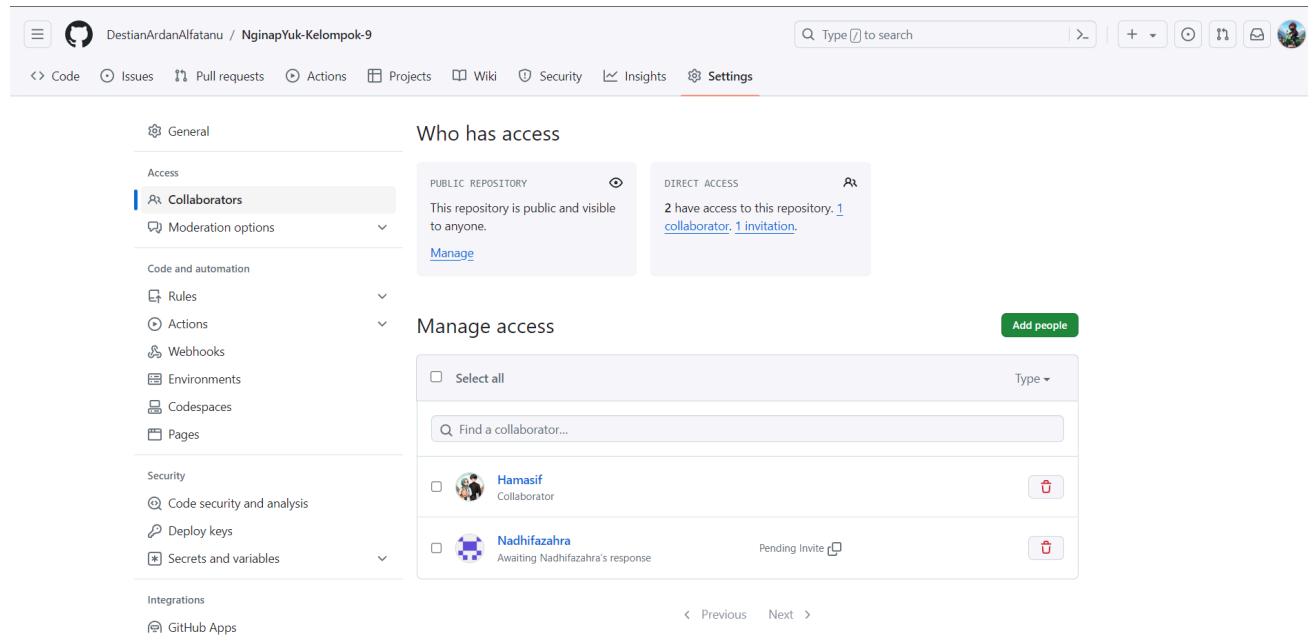 DestianArdanAlfatanu / NginapYuk-Kelompok-9
Type / to search
Code Issues Pull requests Actions Projects Wiki Security Insights Settings
General
Access
Collaborators
Moderation options
Code and automation
Rules
Actions
Webhooks
Environments
Codespaces
Pages
Security
Code security and analysis
Deploy keys
Secrets and variables
Integrations
GitHub Apps
Who has access
PUBLIC REPOSITORY
This repository is public and visible
to anyone.
Manage
DIRECT ACCESS
2 have access to this repository. 1
collaborator. 1 invitation.
Manage access
Add people
Select all
Type
Find a collaborator...
Hamasif
Collaborator
Nadhifazahra
Awaiting Nadhifazahra's response
Pending Invite
Previous Next